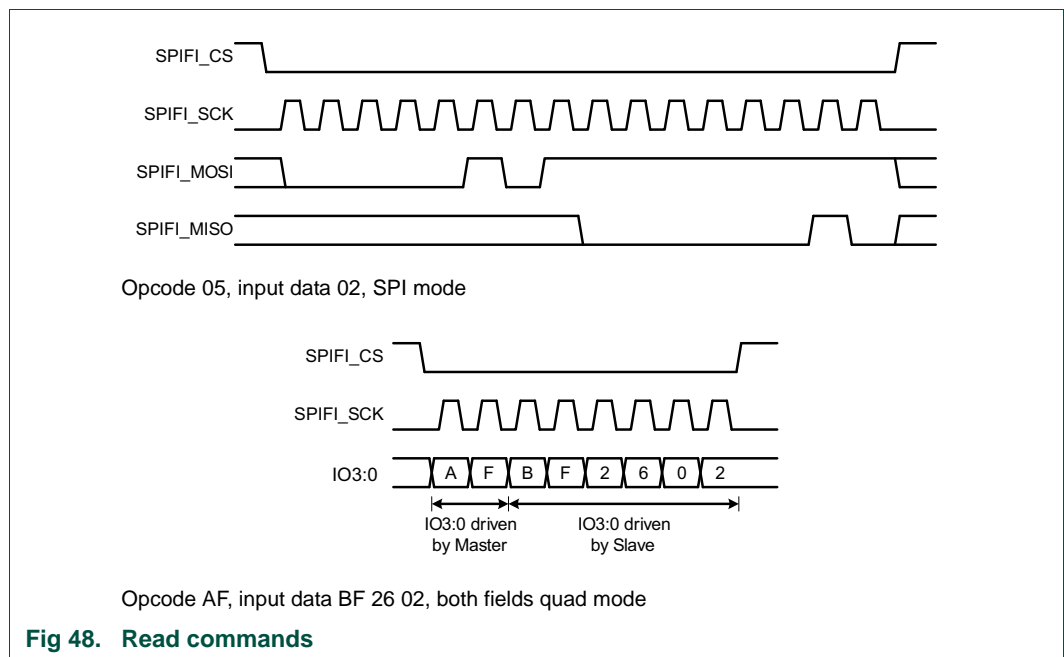 SPIFI_CS
SPIFI_SCK
SPIFI_MOSI
SPIFI_MISO
Opcode 05, input data 02, SPI mode
SPIFI_CS
SPIFI_SCK
IO3:0 A F B F 2 6 0 2
IO3:0 driven by Master
IO3:0 driven by Slave
Opcode AF, input data BF 26 02, both fields quad mode
Fig 48. Read commands